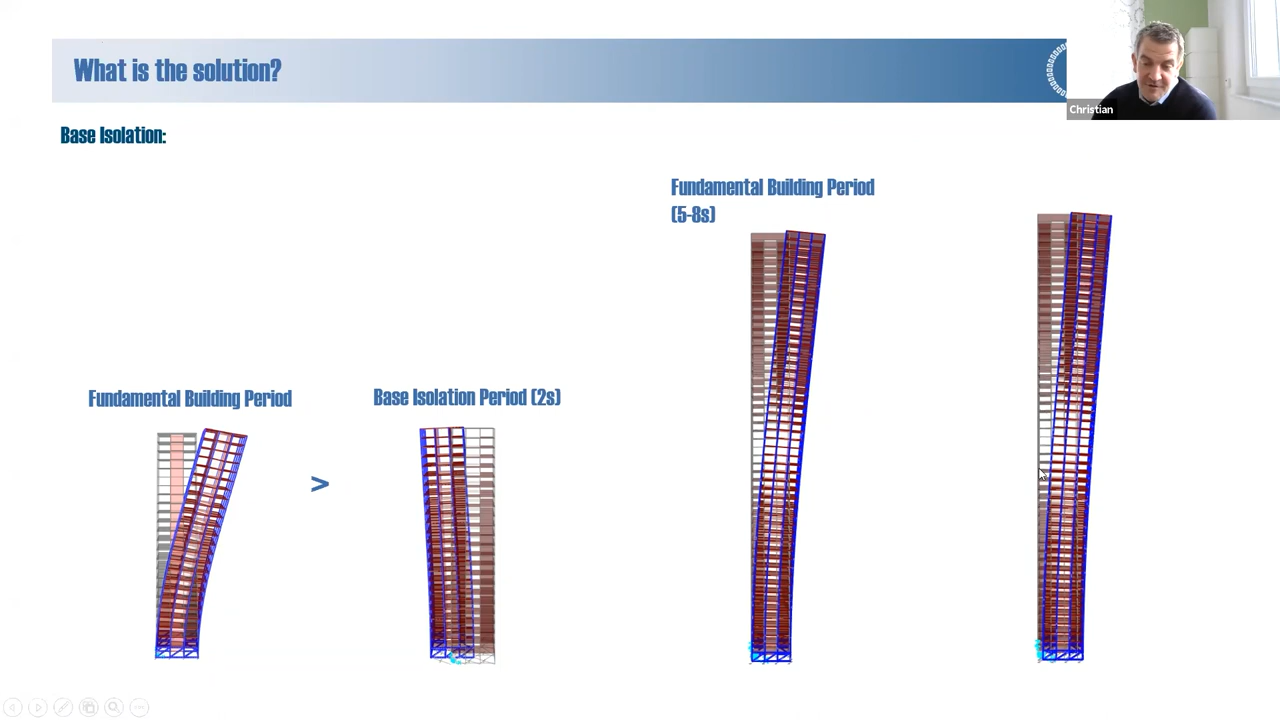 What is the solution?
Christian
Base Isolation:
Fundamental Building Period
(5-8s)
Fundamental Building Period
Base Isolation Period (2s)
>